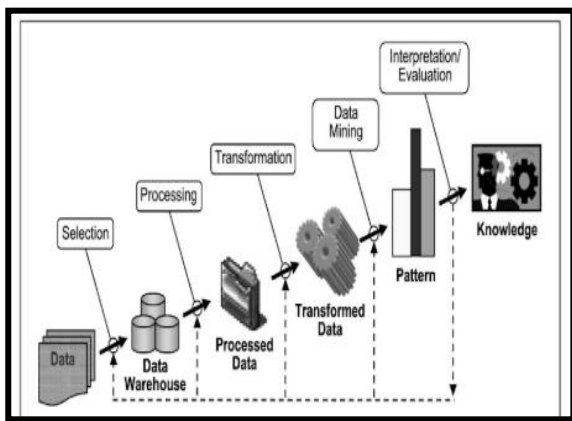 Interpretation/
Evaluation
Data
Mining
Transformation
Processing
Selection
Knowledge
Pattern
Transformed
Data
Processed
Data
Data
Warehouse
Data